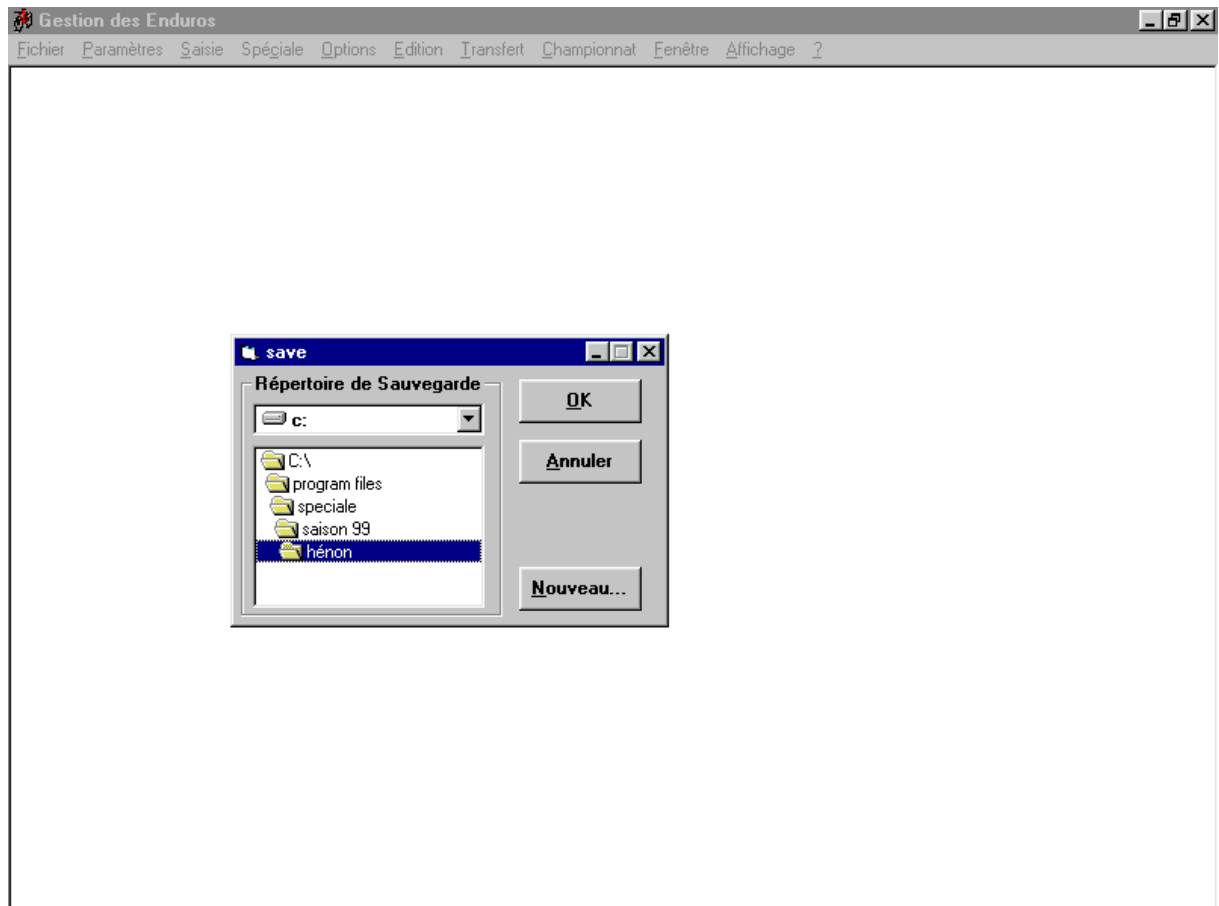 Gestion des Enduros
Fichier Paramètres Saisie Spéciale Options Edition Transfert Championnat Fenêtre Affichage ?
save
Répertoire de Sauvegarde
OK
c:
Annuler
C:\
program files
speciale
saison 99
hénon
Nouveau...